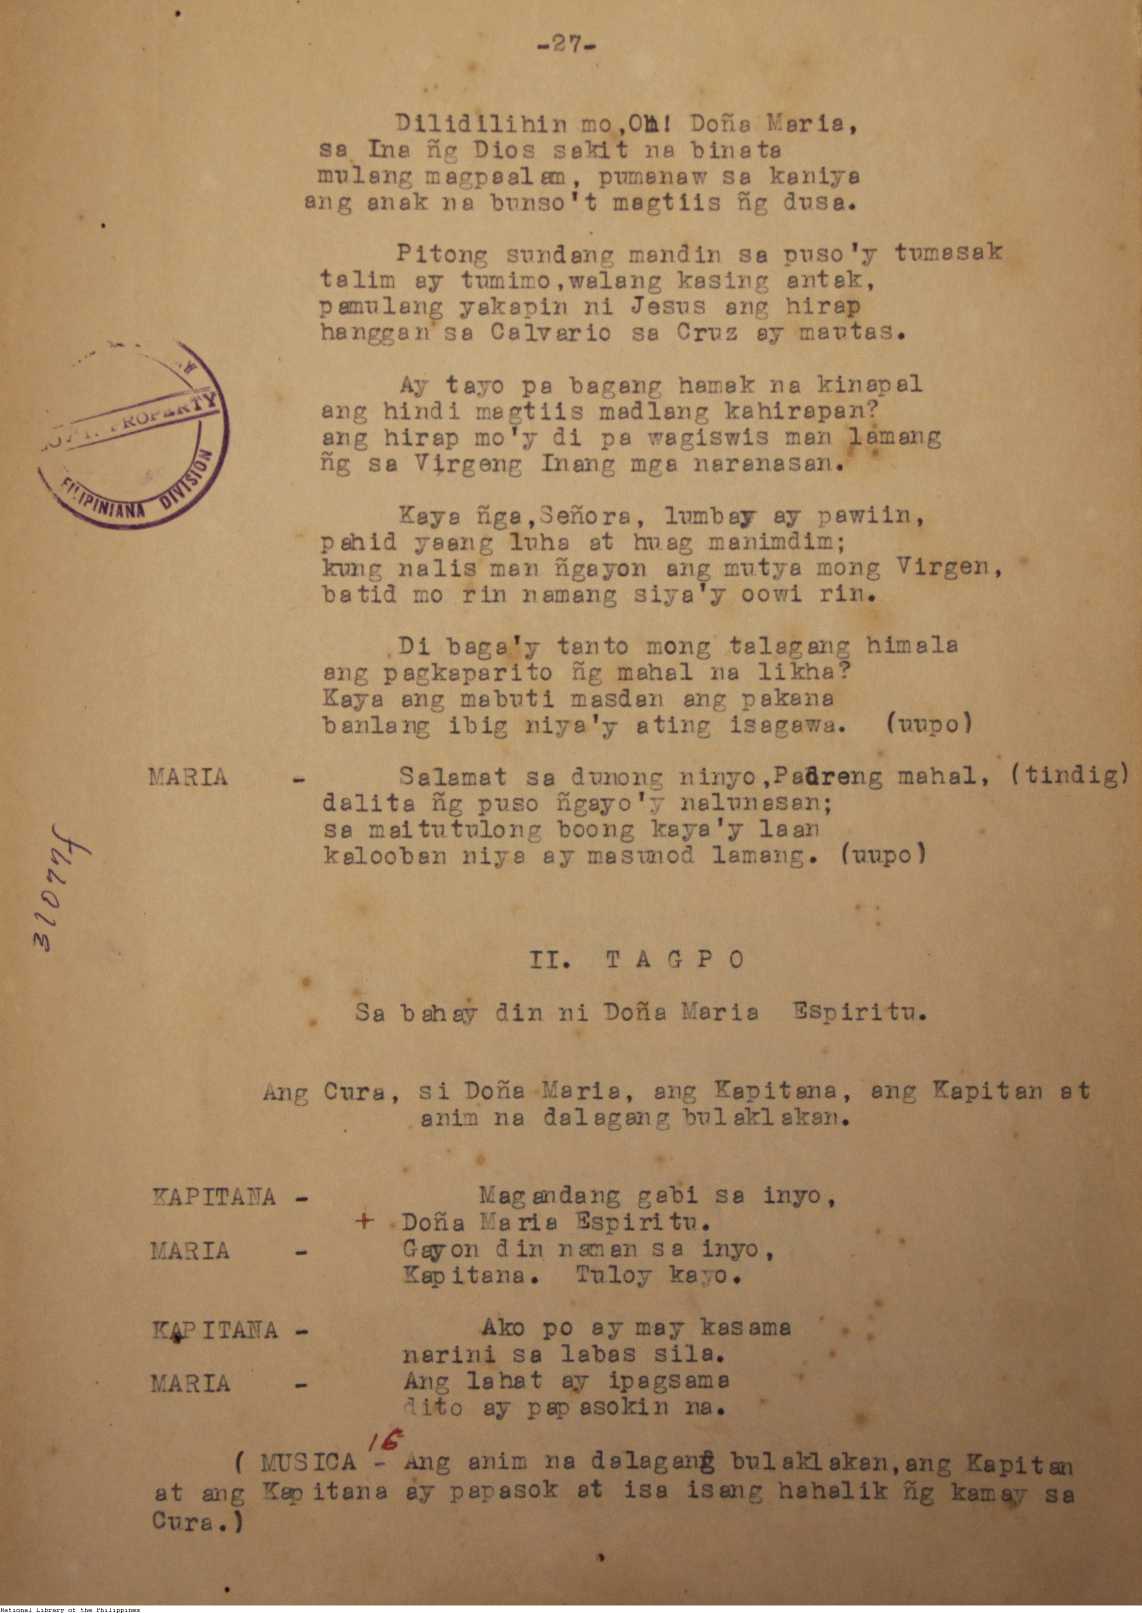 -27-
Dilidilihin mo,Oh! Doña Maria,
sa Ina ñg Dios sakit na binata
mulang magpaalam, pumanaw sa kaniya
ang anak na bunso't magtiis ñg dusa.
Pitong sundang mandin sa puso'y tumasak
talim ay tumimo,walang kasing antak,
pamulang yakapin ni Jesus ang hirap
hanggan sa Calvario sa Cruz ay mautas.
Ay tayo pa bagang hamak na kinapal
ang hindi magtiis madlang kahirapan?
ang hirap mo'y di pa wagiswis man lamang
ñg sa Virgeng Inang mga naranasan.
Kaya ñga,Señora, lumbay ay pawiin,
pahid yaang luha at huag manimdim;
kung nalis man ñgayon ang mutya mong Virgen,
batid mo rin namang siya'y oowi rin.
Di baga'y tanto mong talagang himala
ang pagkaparito ñg mahal na likha?
Kaya ang mabuti masdan ang pakana
banlang ibig niya'y ating isagawa. (uupo)
MARIA - Salamat sa dunong ninyo,Padreng mahal, (tindig)
dalita ñg puso ñgayo'y nalunasan;
sa maitutulong boong kaya'y laan
kalooban niya ay masunod lamang. (uupo)
II. T A G P O
Sa bahay din ni Doña Maria Espiritu.
Ang Cura, si Doña Maria, ang Kapitana, ang Kapitan at
anim na dalagang bulaklakan.
KAPITANA - Magandang gabi sa inyo,
+ Doña Maria Espiritu.
MARIA - Gayon din naman sa inyo,
Kapitana. Tuloy kayo.
KAPITANA - Ako po ay may kasama
narini sa labas sila.
MARIA - Ang lahat ay ipagsama
dito ay papasokin na.
16
( MUSICA - Ang anim na dalagang bulaklakan,ang Kapitan
at ang Kapitana ay papasok at isa isang hahalik ñg kamay sa
Cura.)
PROPERTY
FILIPINIANA DIVISION
National Library of the Philippines